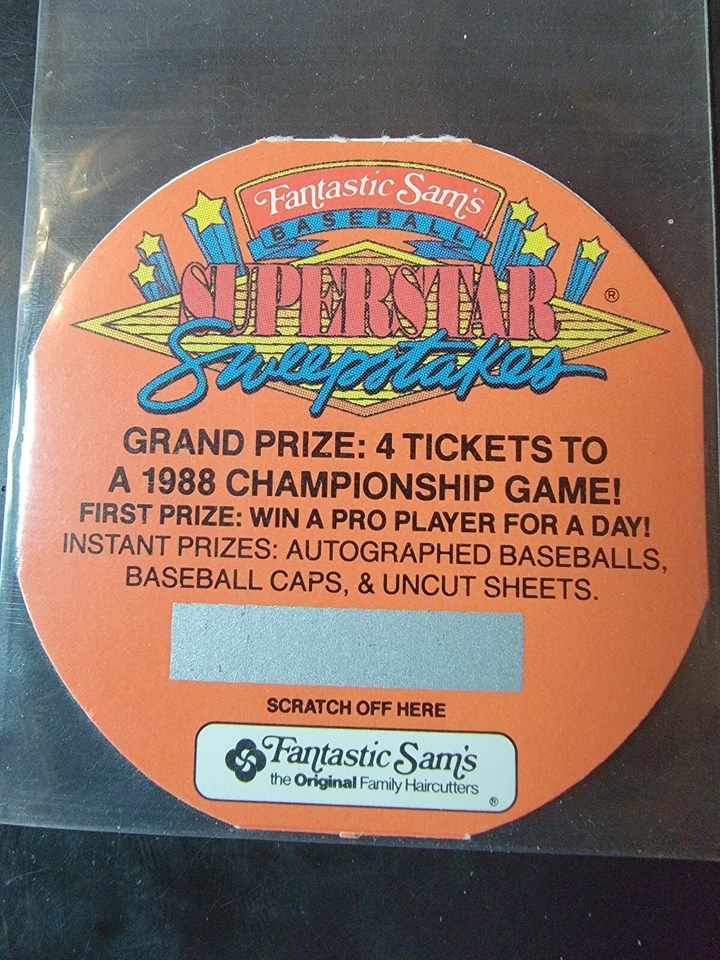 Fantastic Sam's
BASEBALL
SUPERSTAR ®
Sweepstakes
GRAND PRIZE: 4 TICKETS TO
A 1988 CHAMPIONSHIP GAME!
FIRST PRIZE: WIN A PRO PLAYER FOR A DAY!
INSTANT PRIZES: AUTOGRAPHED BASEBALLS,
BASEBALL CAPS, & UNCUT SHEETS.
SCRATCH OFF HERE
Fantastic Sam's
the Original Family Haircutters ®